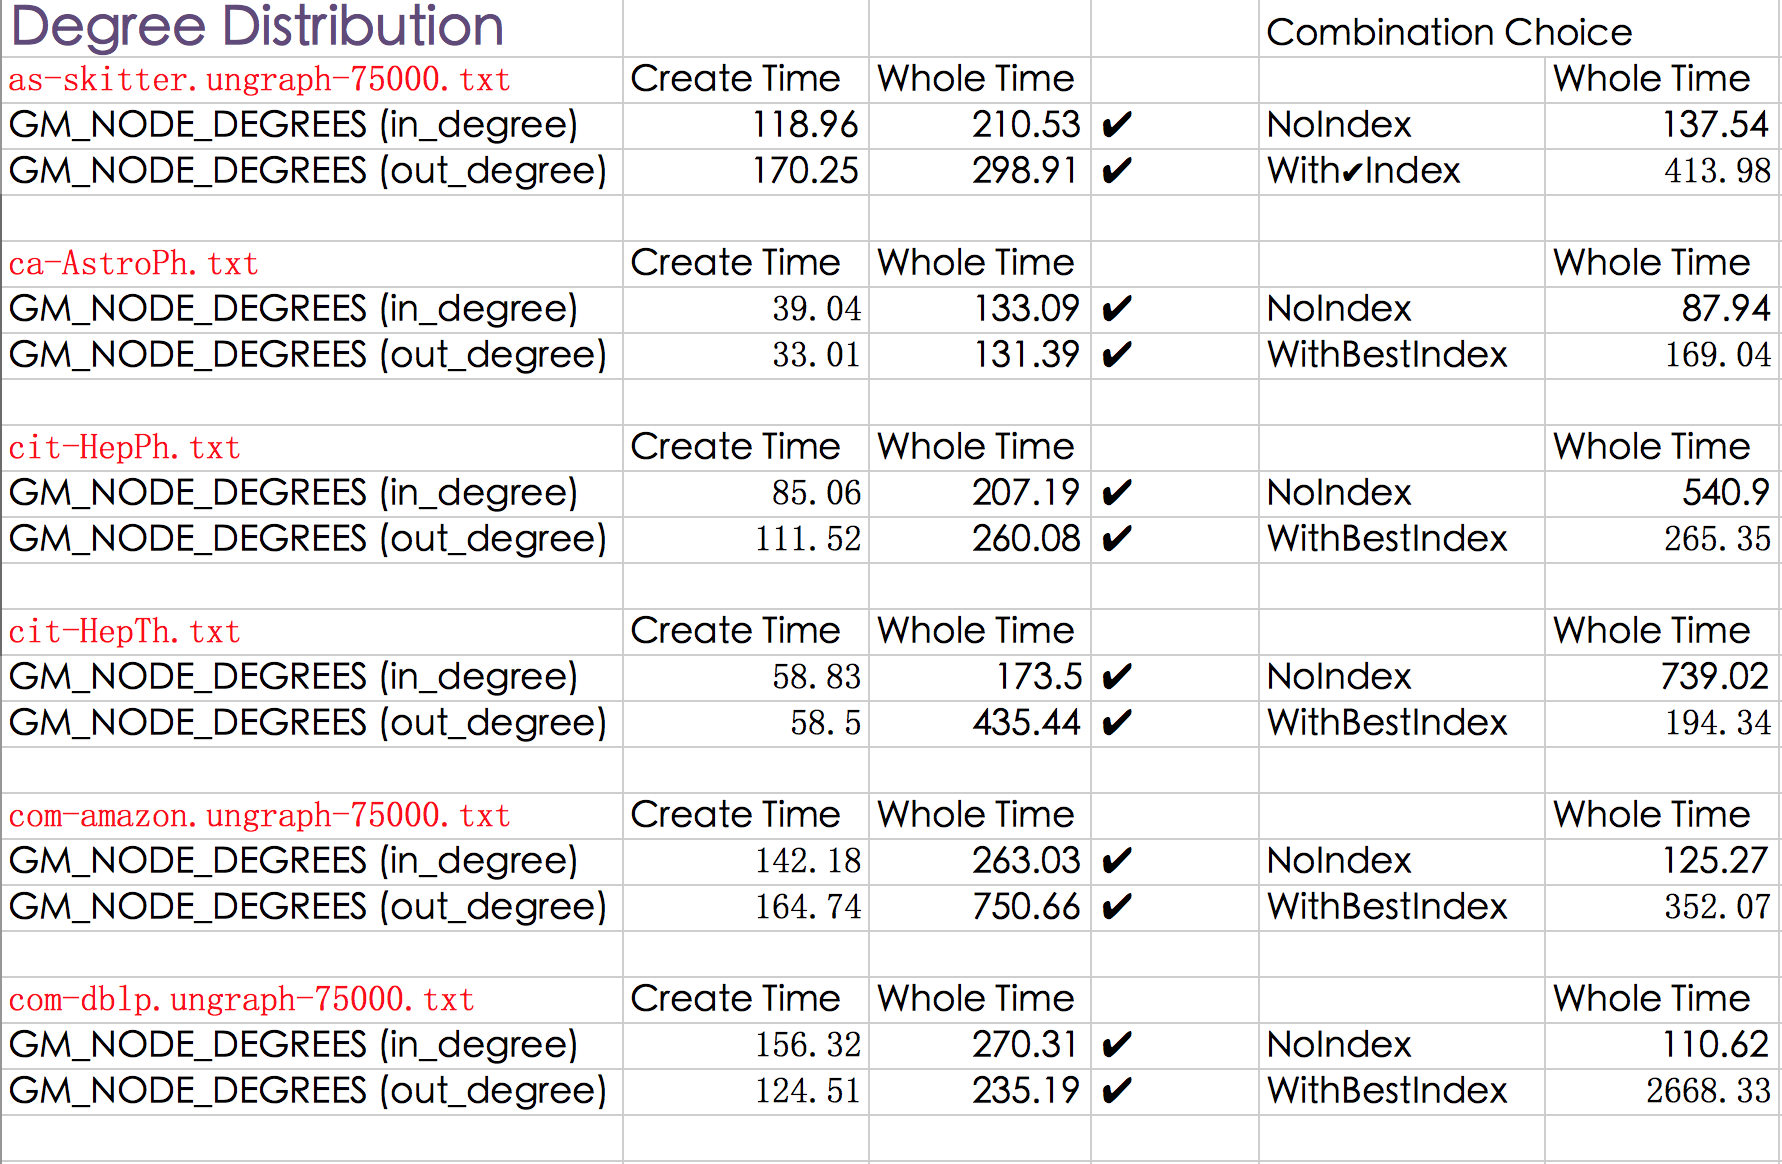 Degree Distribution Combination Choice
as-skitter.ungraph-75000.txt Create Time Whole Time Whole Time
GM_NODE_DEGREES (in_degree) 118.96 210.53 ✔ NoIndex 137.54
GM_NODE_DEGREES (out_degree) 170.25 298.91 ✔ With✔Index 413.98
ca-AstroPh.txt Create Time Whole Time Whole Time
GM_NODE_DEGREES (in_degree) 39.04 133.09 ✔ NoIndex 87.94
GM_NODE_DEGREES (out_degree) 33.01 131.39 ✔ WithBestIndex 169.04
cit-HepPh.txt Create Time Whole Time Whole Time
GM_NODE_DEGREES (in_degree) 85.06 207.19 ✔ NoIndex 540.9
GM_NODE_DEGREES (out_degree) 111.52 260.08 ✔ WithBestIndex 265.35
cit-HepTh.txt Create Time Whole Time Whole Time
GM_NODE_DEGREES (in_degree) 58.83 173.5 ✔ NoIndex 739.02
GM_NODE_DEGREES (out_degree) 58.5 435.44 ✔ WithBestIndex 194.34
com-amazon.ungraph-75000.txt Create Time Whole Time Whole Time
GM_NODE_DEGREES (in_degree) 142.18 263.03 ✔ NoIndex 125.27
GM_NODE_DEGREES (out_degree) 164.74 750.66 ✔ WithBestIndex 352.07
com-dblp.ungraph-75000.txt Create Time Whole Time Whole Time
GM_NODE_DEGREES (in_degree) 156.32 270.31 ✔ NoIndex 110.62
GM_NODE_DEGREES (out_degree) 124.51 235.19 ✔ WithBestIndex 2668.33